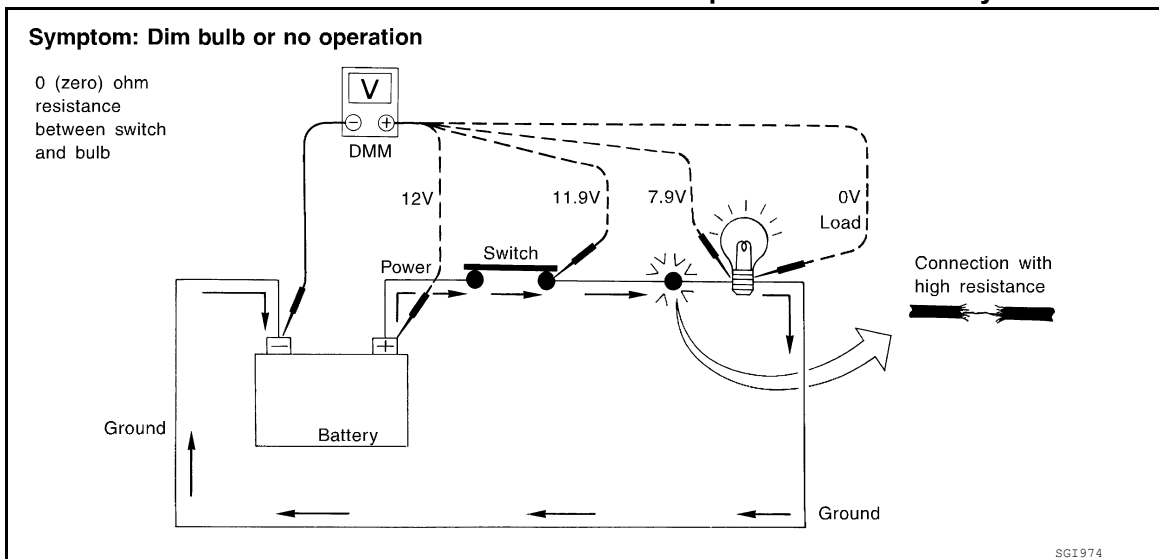 Symptom: Dim bulb or no operation
0 (zero) ohm
resistance
between switch
and bulb
V
− +
DMM
12V
11.9V
7.9V
0V
Load
Switch
Power
Connection with
high resistance
− +
Ground
Battery
Ground
SGI974